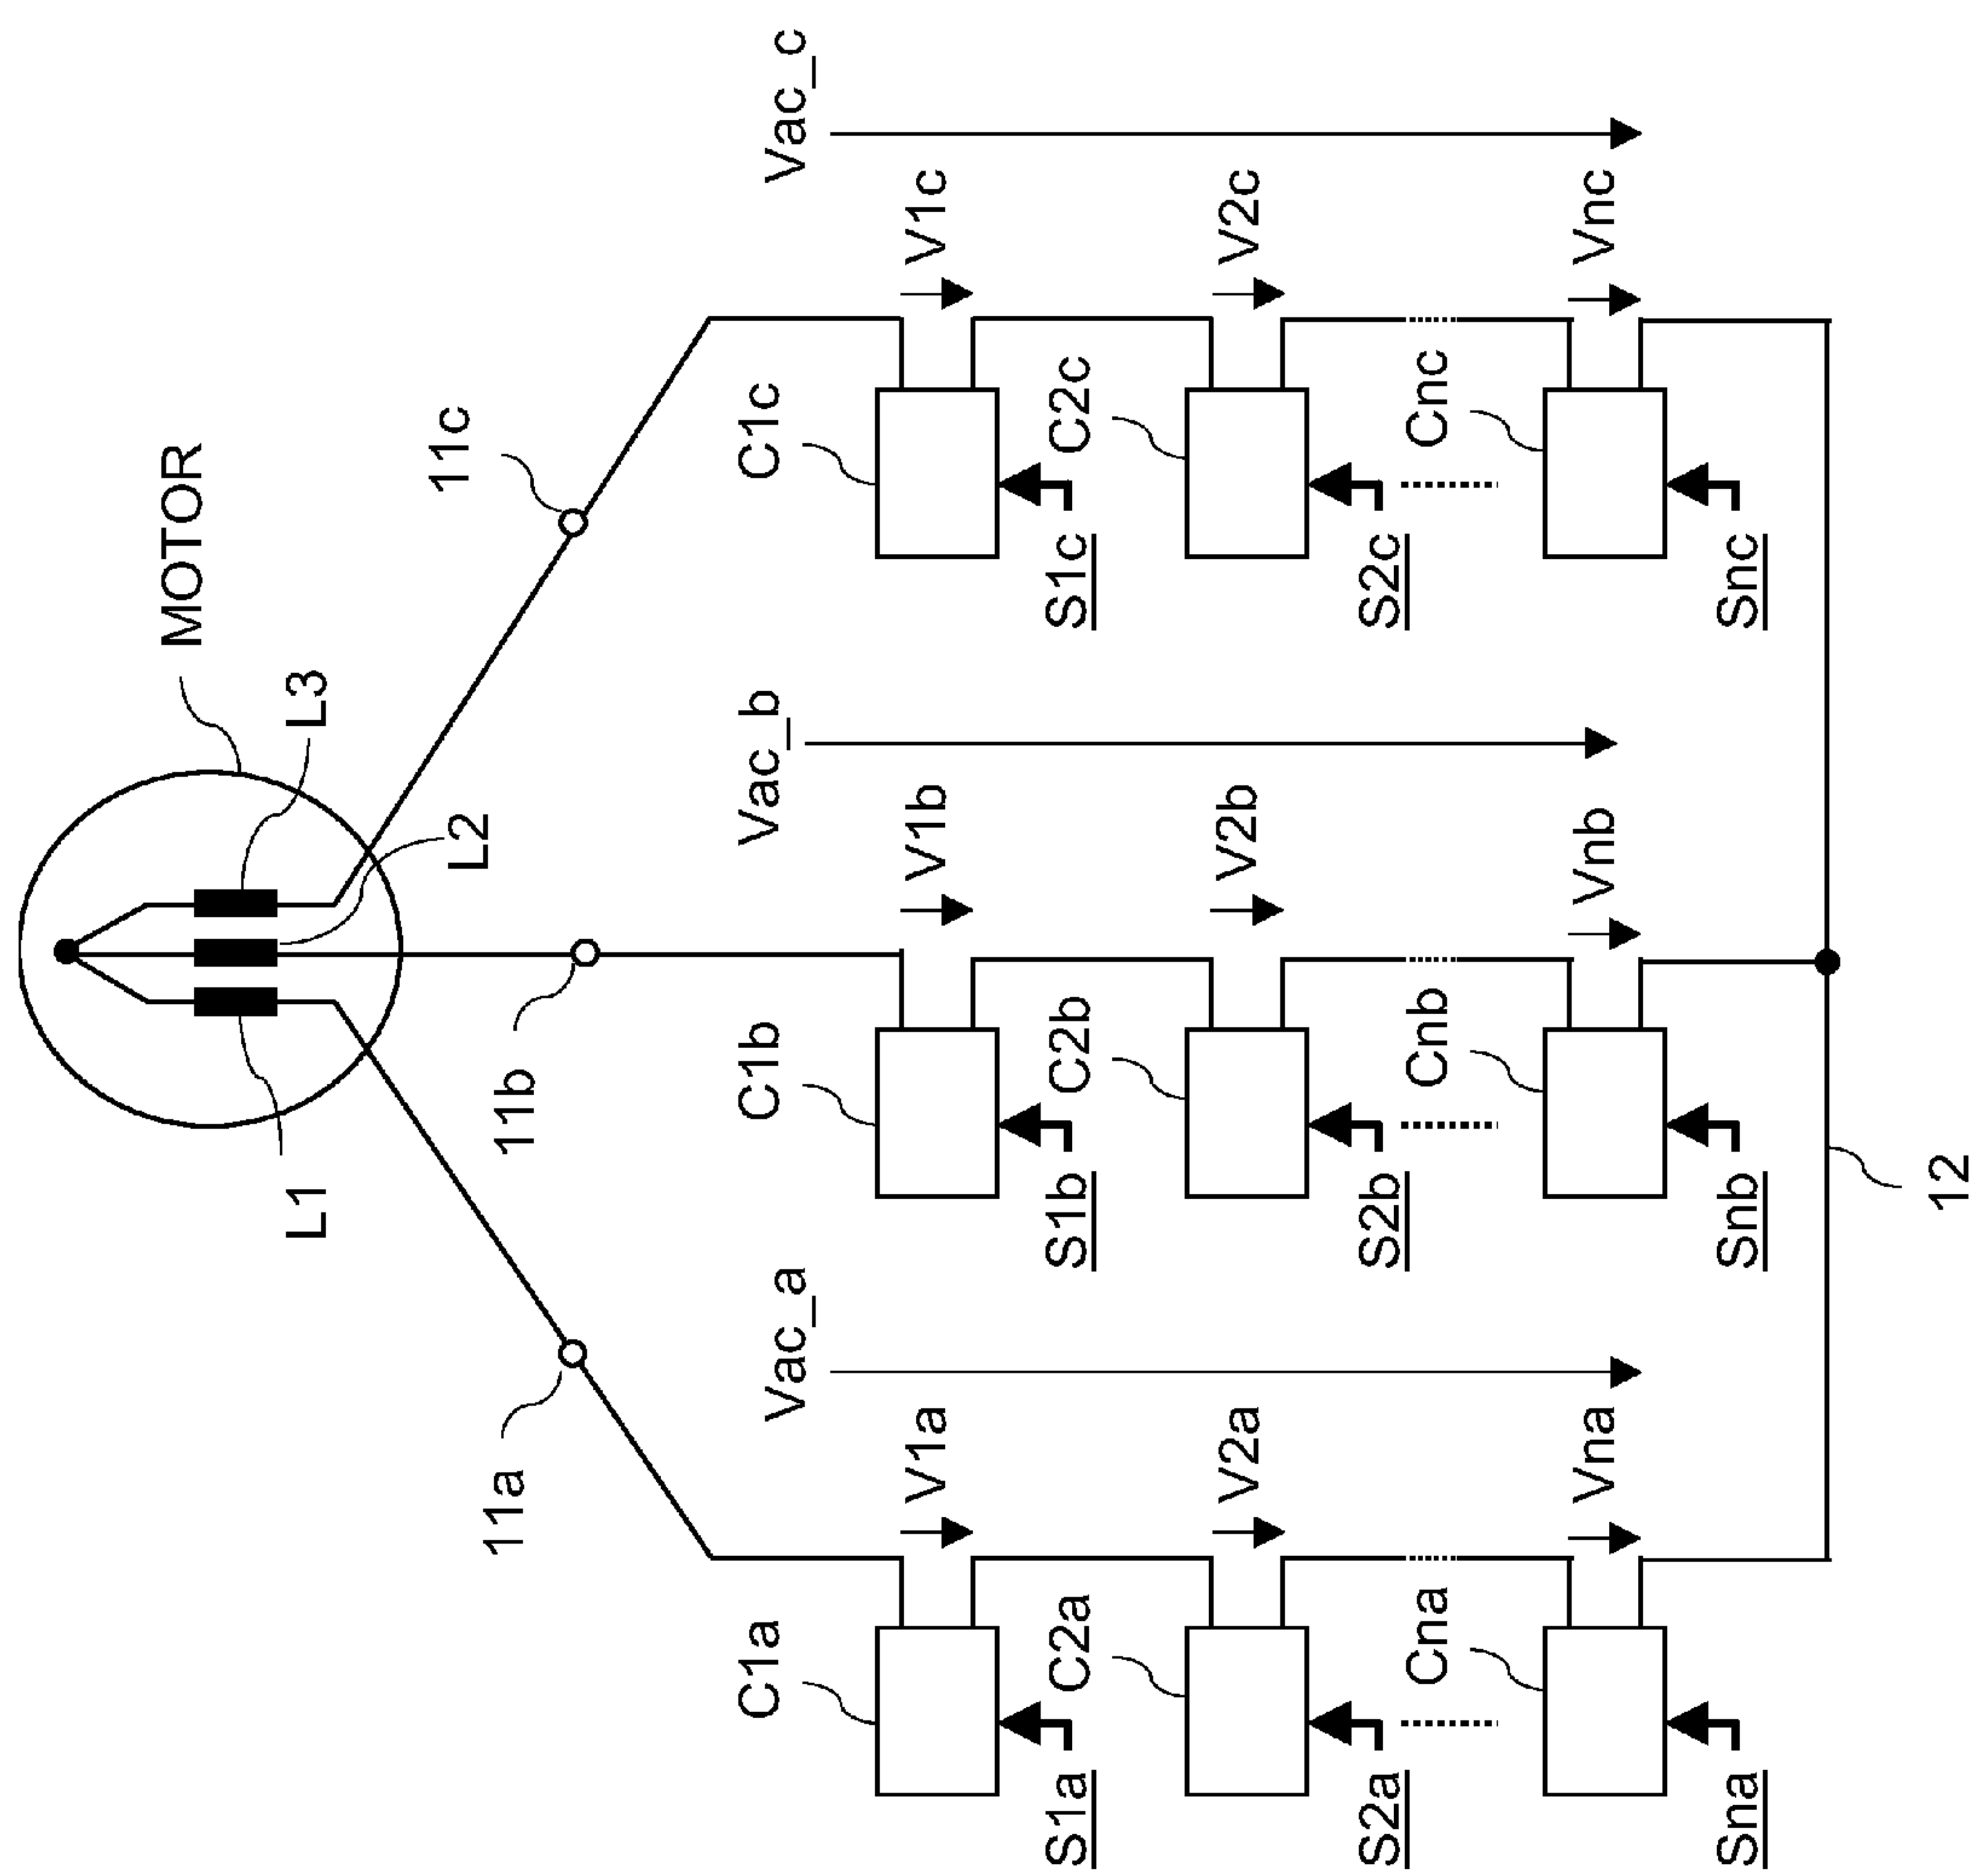 MOTOR
L3
L2
L1
11c
11b
11a
Vac_c
Vac_b
Vac_a
C1a
V1a
C1b
V1b
C1c
V1c
S1a
C2a
V2a
S1b
C2b
V2b
S1c
C2c
V2c
S2a
Cna
Vna
S2b
Cnb
Vnb
S2c
Cnc
Vnc
Sna
Snb
Snc
12